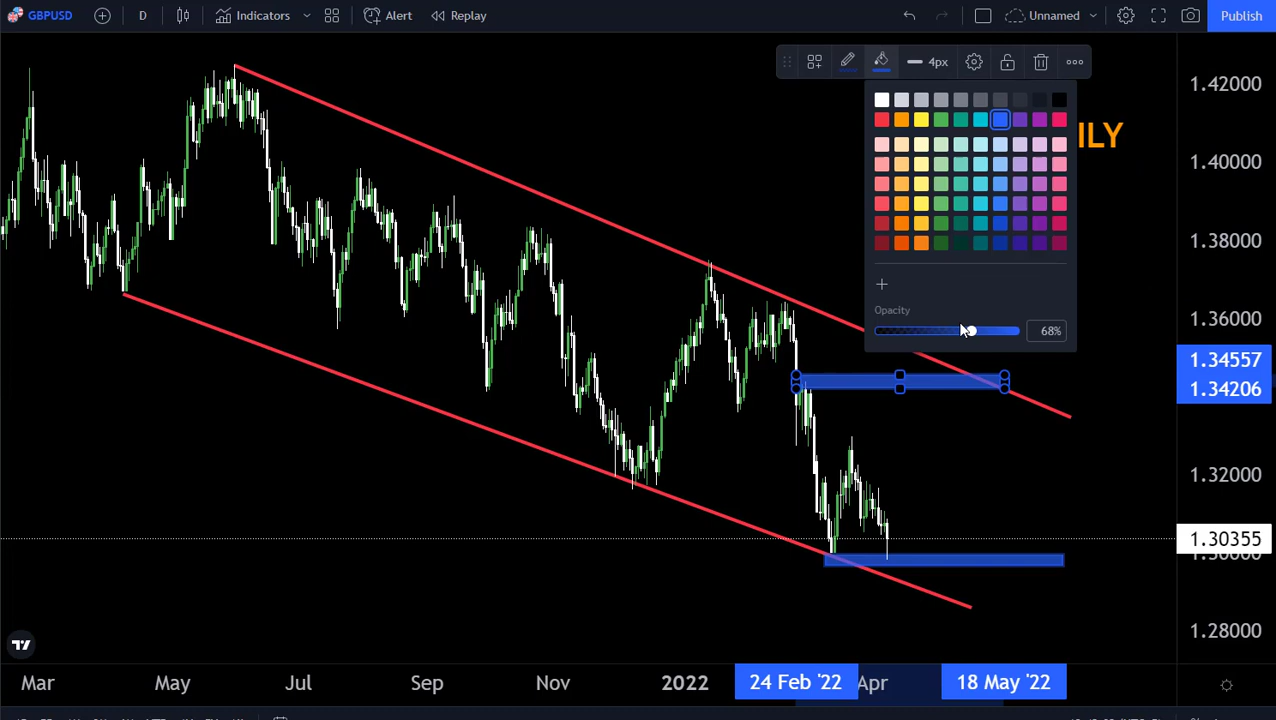 GBPUSD D Indicators Alert Replay Unnamed Publish
4px
ILY
Opacity
68%
1.42000
1.40000
1.38000
1.36000
1.34557
1.34206
1.32000
1.30355
1.28000
Mar May Jul Sep Nov 2022 24 Feb '22 Apr 18 May '22